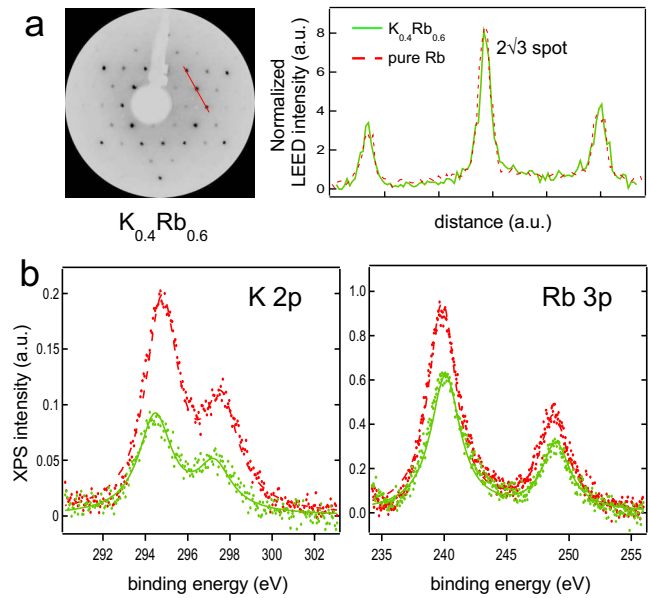 a
K0.4Rb0.6
Normalized
LEED intensity (a.u.)
8
6
4
2
0
K0.4Rb0.6
pure Rb
2√3 spot
distance (a.u.)
b
XPS intensity (a.u.)
0.2
0.15
0.1
0.05
0
K 2p
292 294 296 298 300 302
binding energy (eV)
1.0
0.8
0.6
0.4
0.2
0.0
Rb 3p
235 240 245 250 255
binding energy (eV)